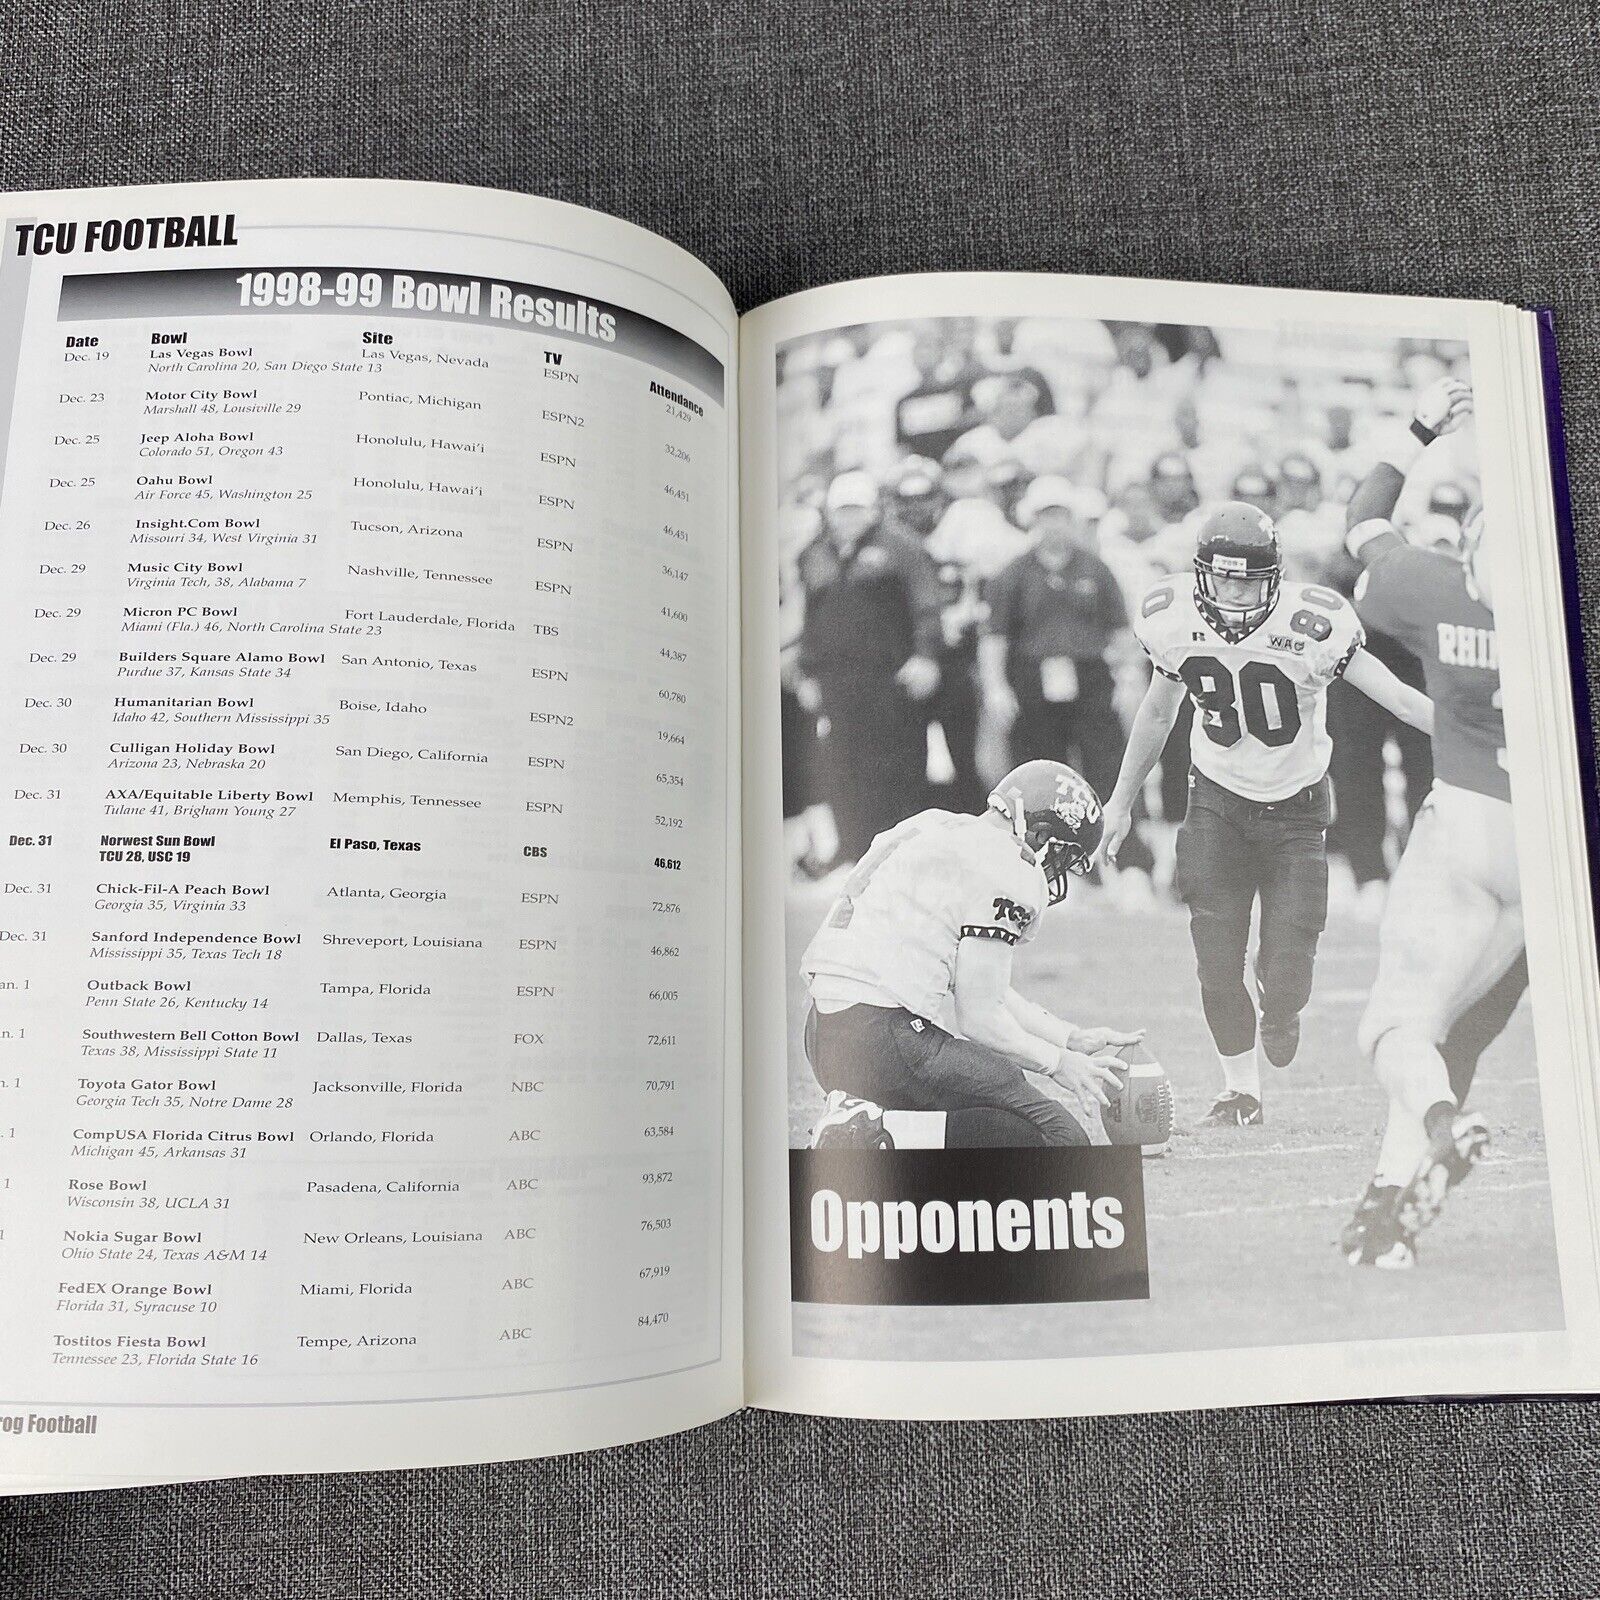 TCU FOOTBALL
1998-99 Bowl Results
Date Bowl Site TV Attendance
Dec. 19 Las Vegas Bowl Las Vegas, Nevada ESPN 21,429
North Carolina 20, San Diego State 13
Dec. 23 Motor City Bowl Pontiac, Michigan ESPN2 32,206
Marshall 48, Lousiville 29
Dec. 25 Jeep Aloha Bowl Honolulu, Hawai'i ESPN 46,451
Colorado 51, Oregon 43
Dec. 25 Oahu Bowl Honolulu, Hawai'i ESPN 46,451
Air Force 45, Washington 25
Dec. 26 Insight.Com Bowl Tucson, Arizona ESPN 36,147
Missouri 34, West Virginia 31
Dec. 29 Music City Bowl Nashville, Tennessee ESPN 41,600
Virginia Tech, 38, Alabama 7
Dec. 29 Micron PC Bowl Fort Lauderdale, Florida TBS 44,387
Miami (Fla.) 46, North Carolina State 23
Dec. 29 Builders Square Alamo Bowl San Antonio, Texas ESPN 60,780
Purdue 37, Kansas State 34
Dec. 30 Humanitarian Bowl Boise, Idaho ESPN2 19,664
Idaho 42, Southern Mississippi 35
Dec. 30 Culligan Holiday Bowl San Diego, California ESPN 65,354
Arizona 23, Nebraska 20
Dec. 31 AXA/Equitable Liberty Bowl Memphis, Tennessee ESPN 52,192
Tulane 41, Brigham Young 27
Dec. 31 Norwest Sun Bowl El Paso, Texas CBS 46,612
TCU 28, USC 19
Dec. 31 Chick-Fil-A Peach Bowl Atlanta, Georgia ESPN 72,876
Georgia 35, Virginia 33
Dec. 31 Sanford Independence Bowl Shreveport, Louisiana ESPN 46,862
Mississippi 35, Texas Tech 18
an. 1 Outback Bowl Tampa, Florida ESPN 66,005
Penn State 26, Kentucky 14
n. 1 Southwestern Bell Cotton Bowl Dallas, Texas FOX 72,611
Texas 38, Mississippi State 11
1. 1 Toyota Gator Bowl Jacksonville, Florida NBC 70,791
Georgia Tech 35, Notre Dame 28
. 1 CompUSA Florida Citrus Bowl Orlando, Florida ABC 63,584
Michigan 45, Arkansas 31
1 Rose Bowl Pasadena, California ABC 93,872
Wisconsin 38, UCLA 31
1 Nokia Sugar Bowl New Orleans, Louisiana ABC 76,503
Ohio State 24, Texas A&M 14
FedEX Orange Bowl Miami, Florida ABC 67,919
Florida 31, Syracuse 10
Tostitos Fiesta Bowl Tempe, Arizona ABC 84,470
Tennessee 23, Florida State 16
rog Football
80 80
WAC
80
RHI
TCU
TC
Opponents